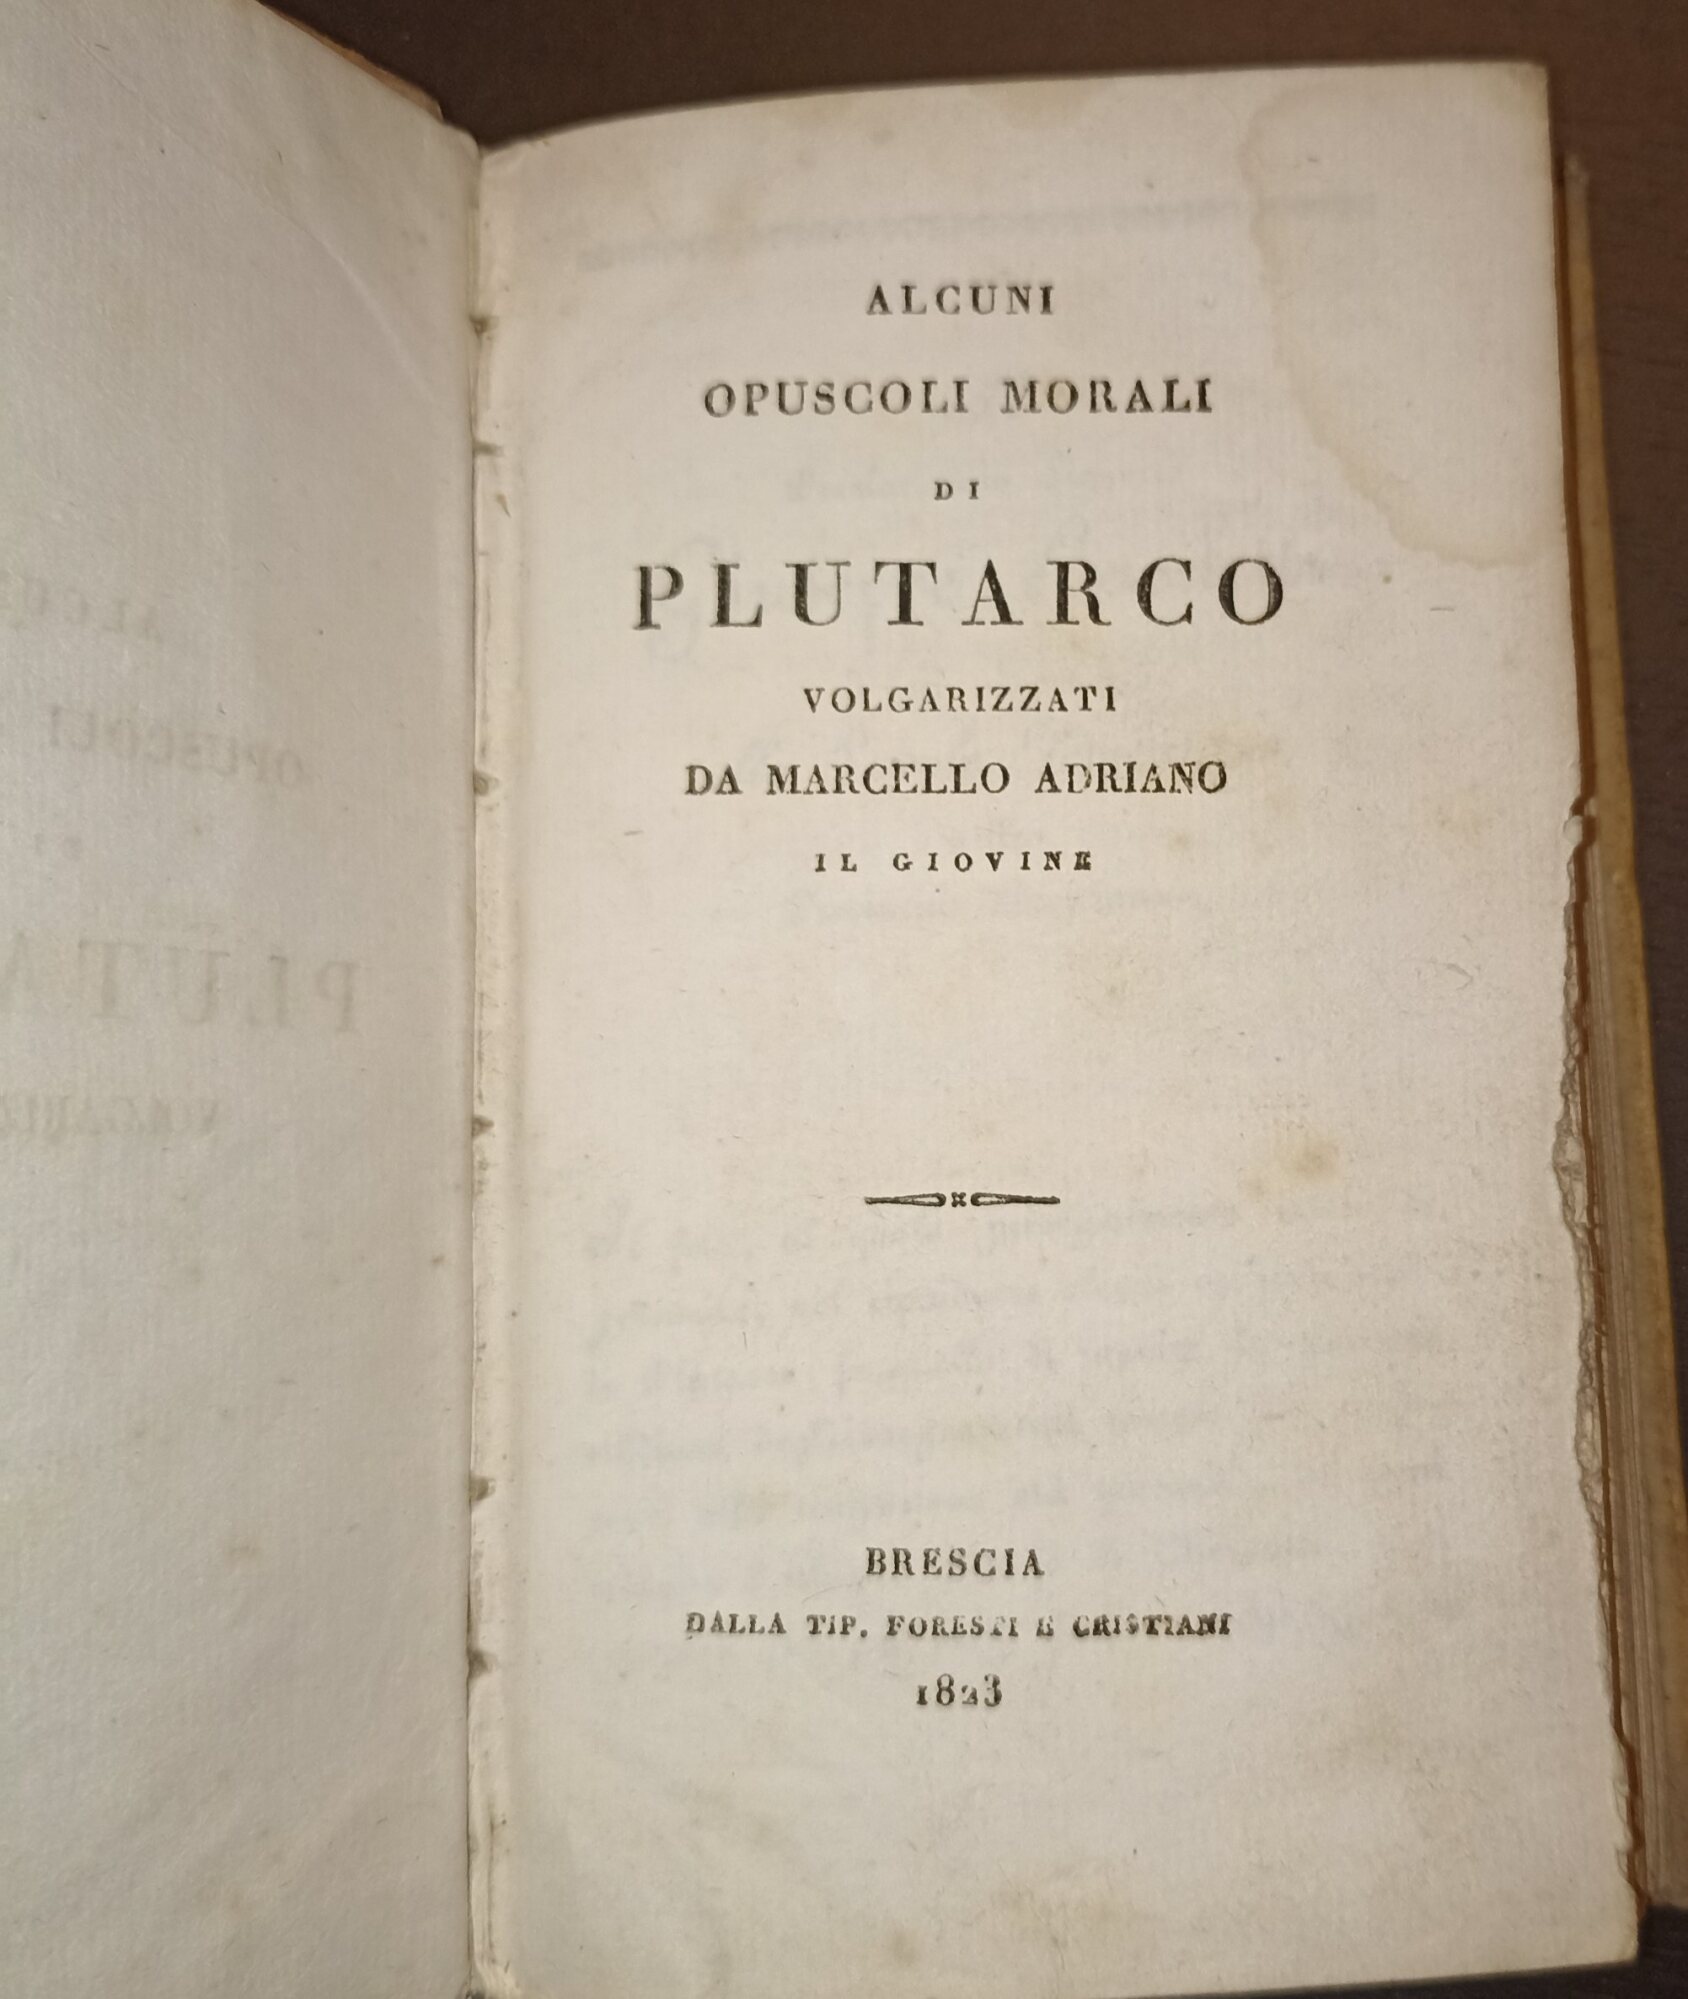 ALCUNI
OPUSCOLI MORALI
DI
PLUTARCO
VOLGARIZZATI
DA MARCELLO ADRIANO
IL GIOVINE
BRESCIA
DALLA TIP. FORESTI E CRISTIANI
1823